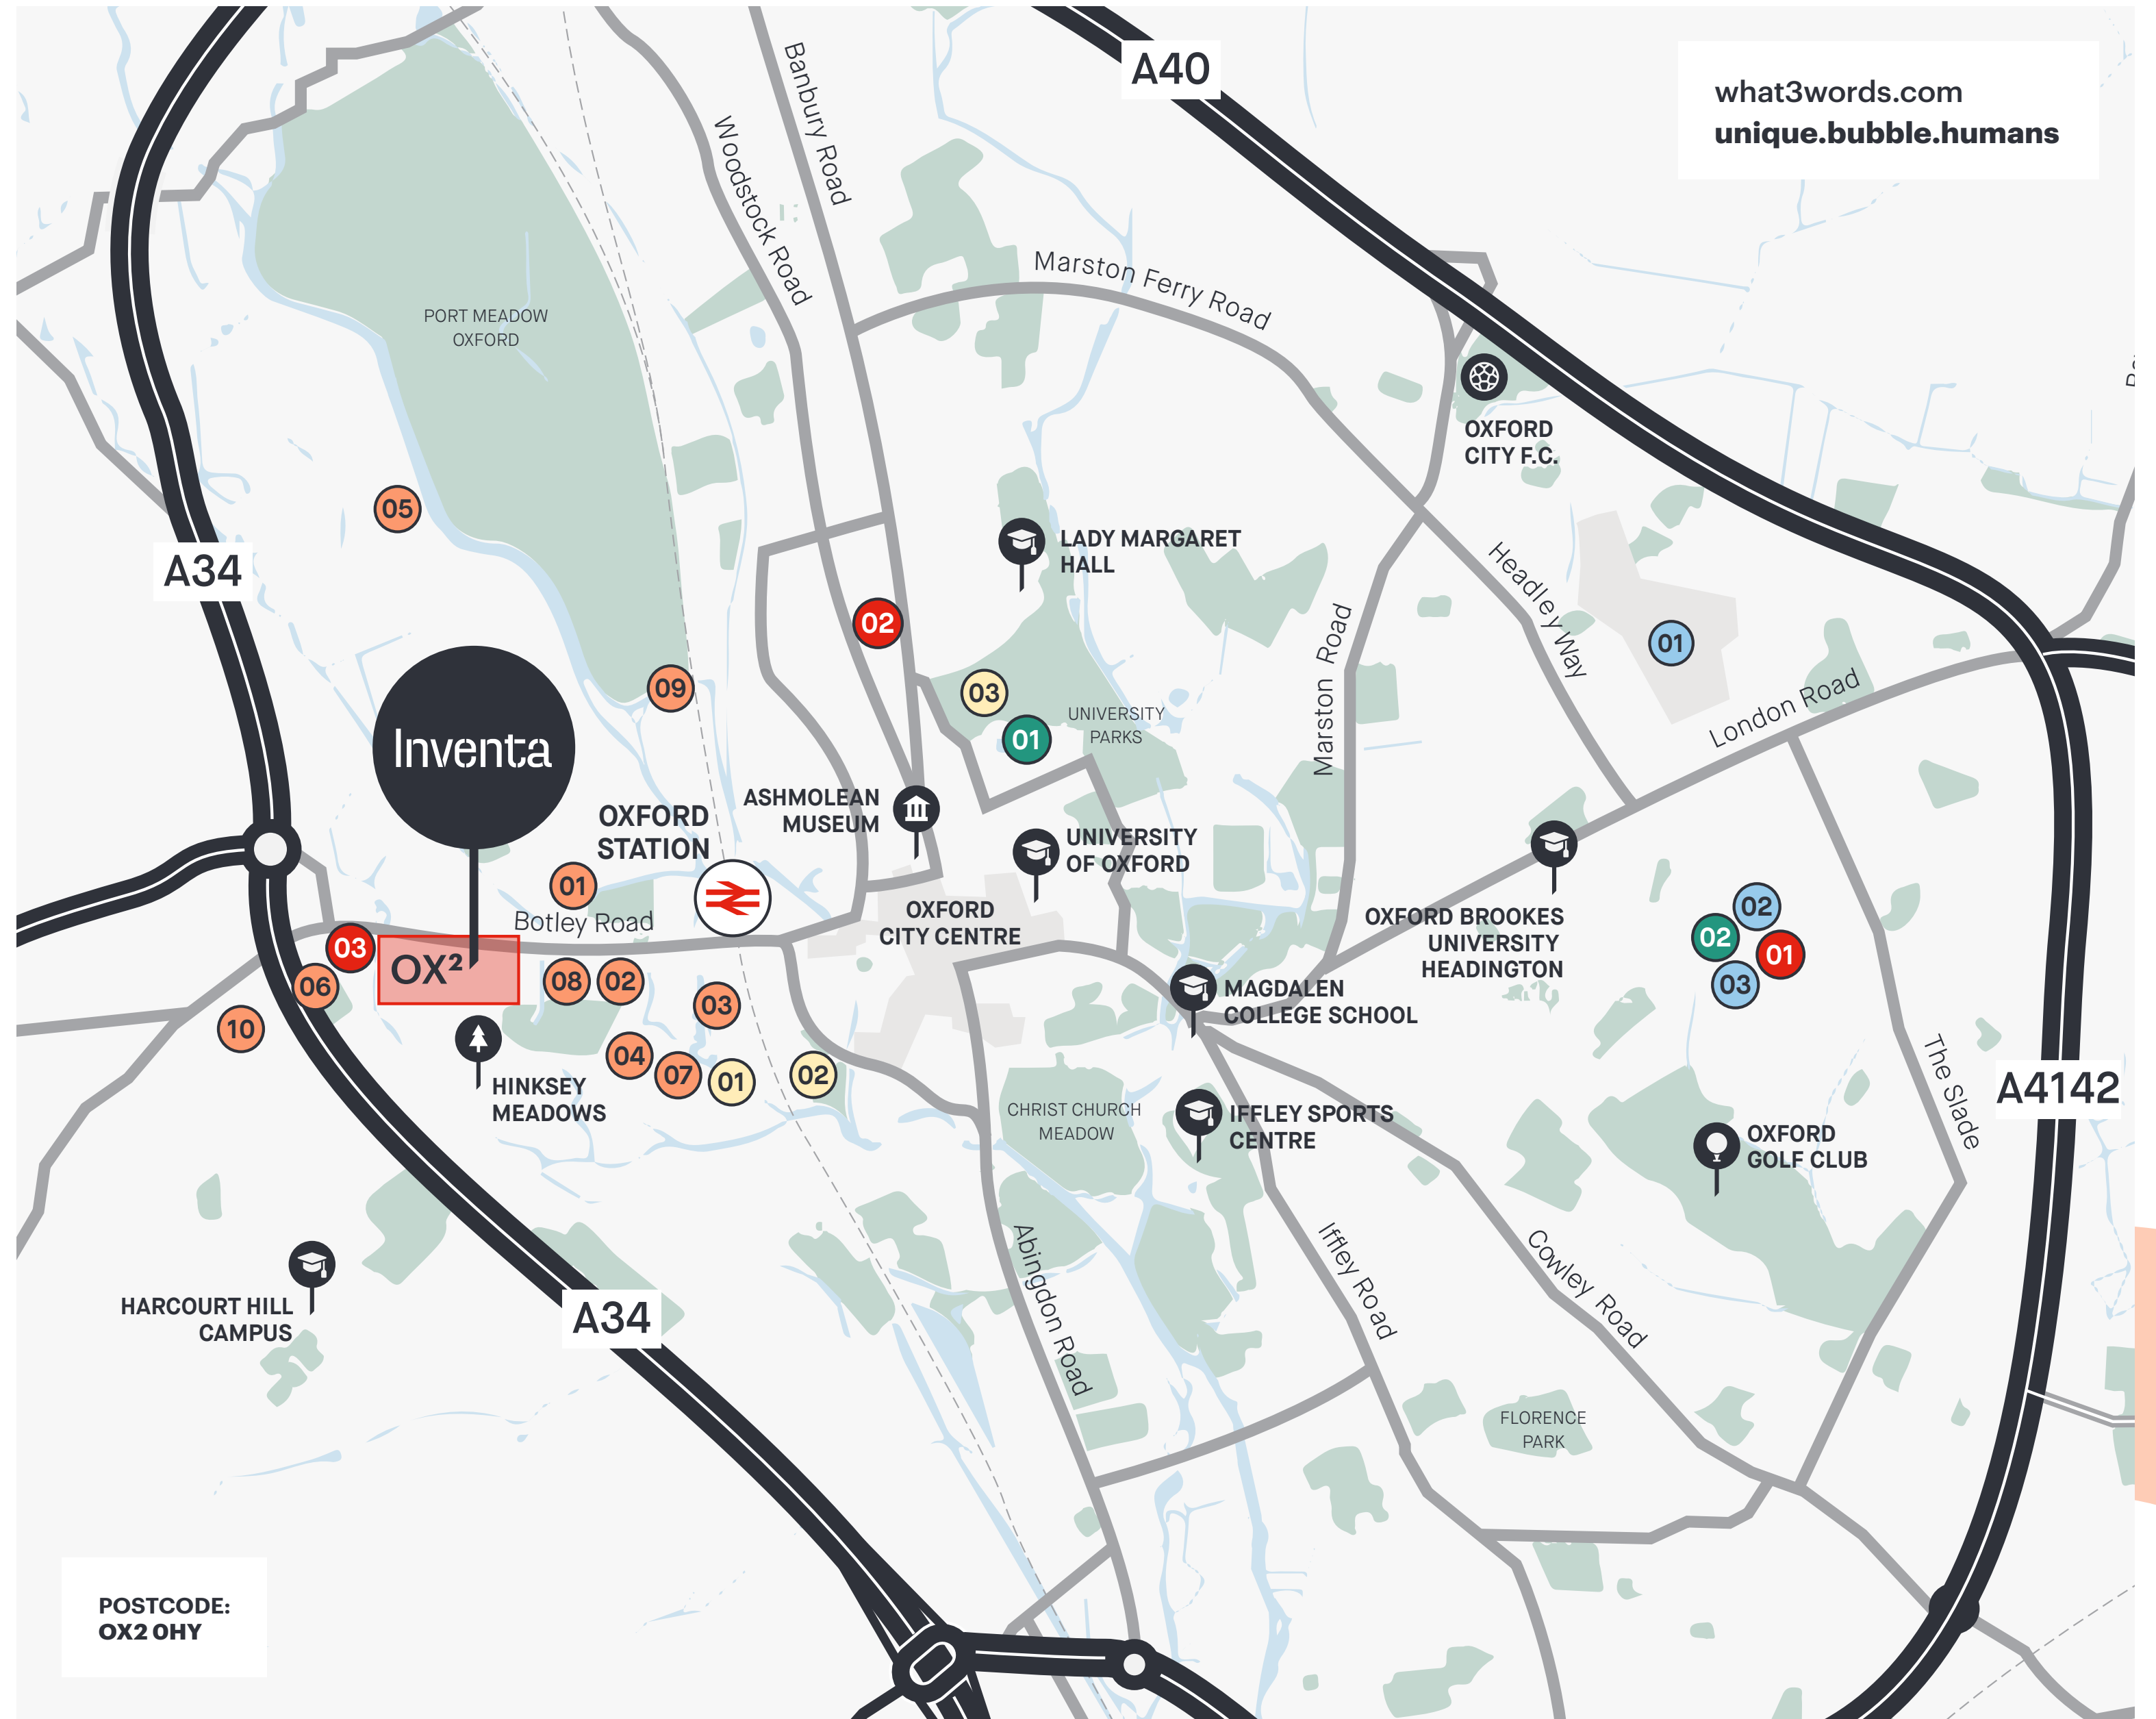 A40
what3words.com
unique.bubble.humans
Banbury Road
Woodstock Road
Marston Ferry Road
PORT MEADOW
OXFORD
OXFORD
CITY F.C.
05
A34
LADY MARGARET
HALL
Headley Way
02
01
Marston Road
09
03
01
UNIVERSITY
PARKS
London Road
Inventa
OXFORD
STATION
ASHMOLEAN
MUSEUM
UNIVERSITY
OF OXFORD
01
Botley Road
OXFORD
CITY CENTRE
OXFORD BROOKES
UNIVERSITY
HEADINGTON
02
02
01
03
03
OX²
06
08
02
03
10
MAGDALEN
COLLEGE SCHOOL
HINKSEY
MEADOWS
04
07
01
02
The Slade
A4142
CHRIST CHURCH
MEADOW
IFFLEY SPORTS
CENTRE
OXFORD
GOLF CLUB
HARCOURT HILL
CAMPUS
A34
Abingdon Road
Iffley Road
Cowley Road
FLORENCE
PARK
POSTCODE:
OX2 0HY